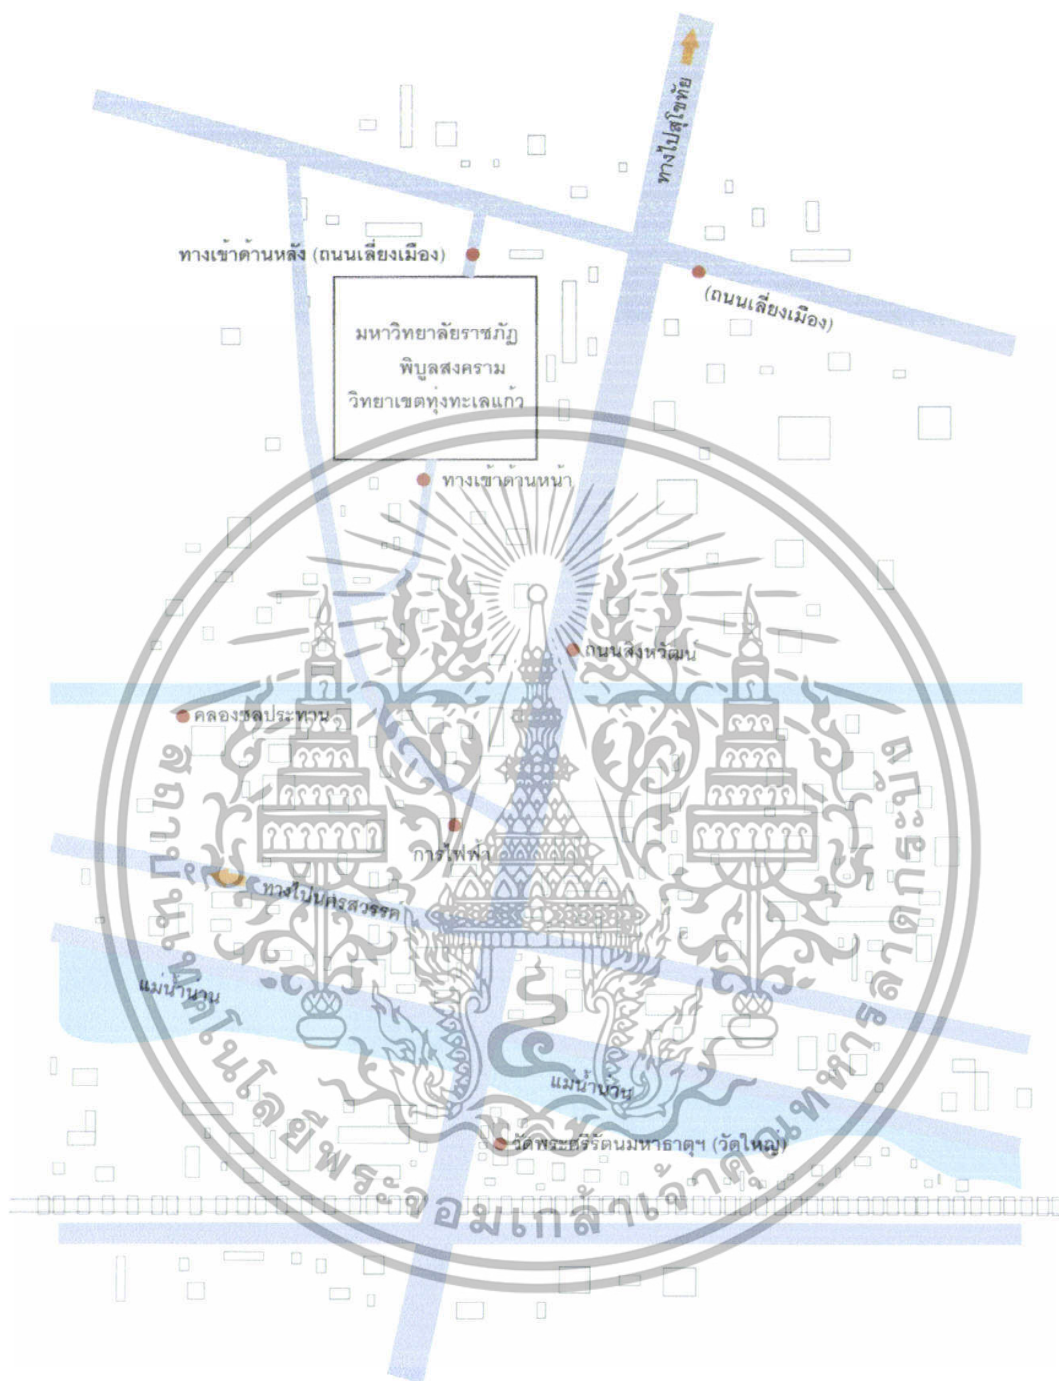 ทางไปสุโขทัย
ทางเข้าด้านหลัง (ถนนเลี่ยงเมือง)
(ถนนเลี่ยงเมือง)
มหาวิทยาลัยราชภัฏ
พิบูลสงคราม
วิทยาเขตทุ่งทะเลแก้ว
ทางเข้าด้านหน้า
ถนนสิงหวัฒน์
คลองชลประทาน
การไฟฟ้า
ทางไปนครสวรรค์
แม่น้ำน่าน
แม่น้ำน่าน
วัดพระศรีรัตนมหาธาตุฯ (วัดใหญ่)
สถาบันเทคโนโลยีพระจอมเกล้าเจ้าคุณทหารลาดกระบัง